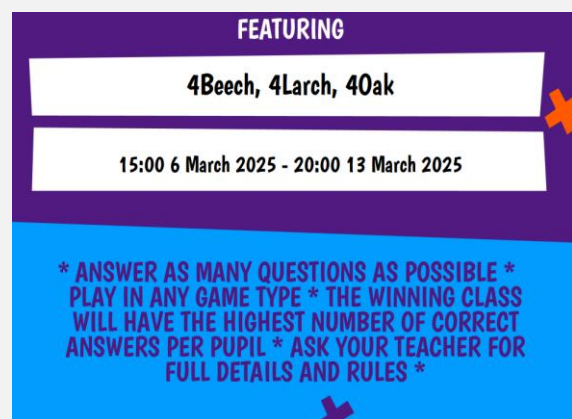 FEATURING
4Beech, 4Larch, 4Oak
15:00 6 March 2025 - 20:00 13 March 2025
* ANSWER AS MANY QUESTIONS AS POSSIBLE *
PLAY IN ANY GAME TYPE * THE WINNING CLASS
WILL HAVE THE HIGHEST NUMBER OF CORRECT
ANSWERS PER PUPIL * ASK YOUR TEACHER FOR
FULL DETAILS AND RULES *